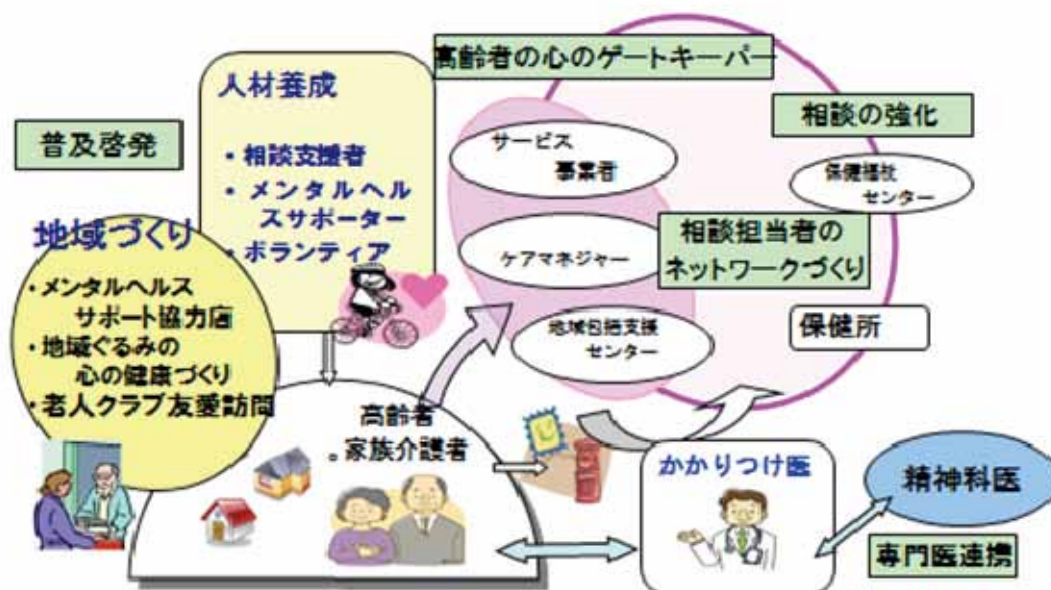 普及啓発
人材養成
・相談支援者
・メンタルヘル
スサポーター
・ボランティア
地域づくり
・メンタルヘルス
サポート協力店
・地域ぐるみの
心の健康づくり
・老人クラブ友愛訪問
高齢者の心のゲートキーパー
サービス
事業者
ケアマネジャー
地域包括支援
センター
相談の強化
保健福祉
センター
相談担当者の
ネットワークづくり
保健所
高齢者
。家族介護者
かかりつけ医
精神科医
専門医連携